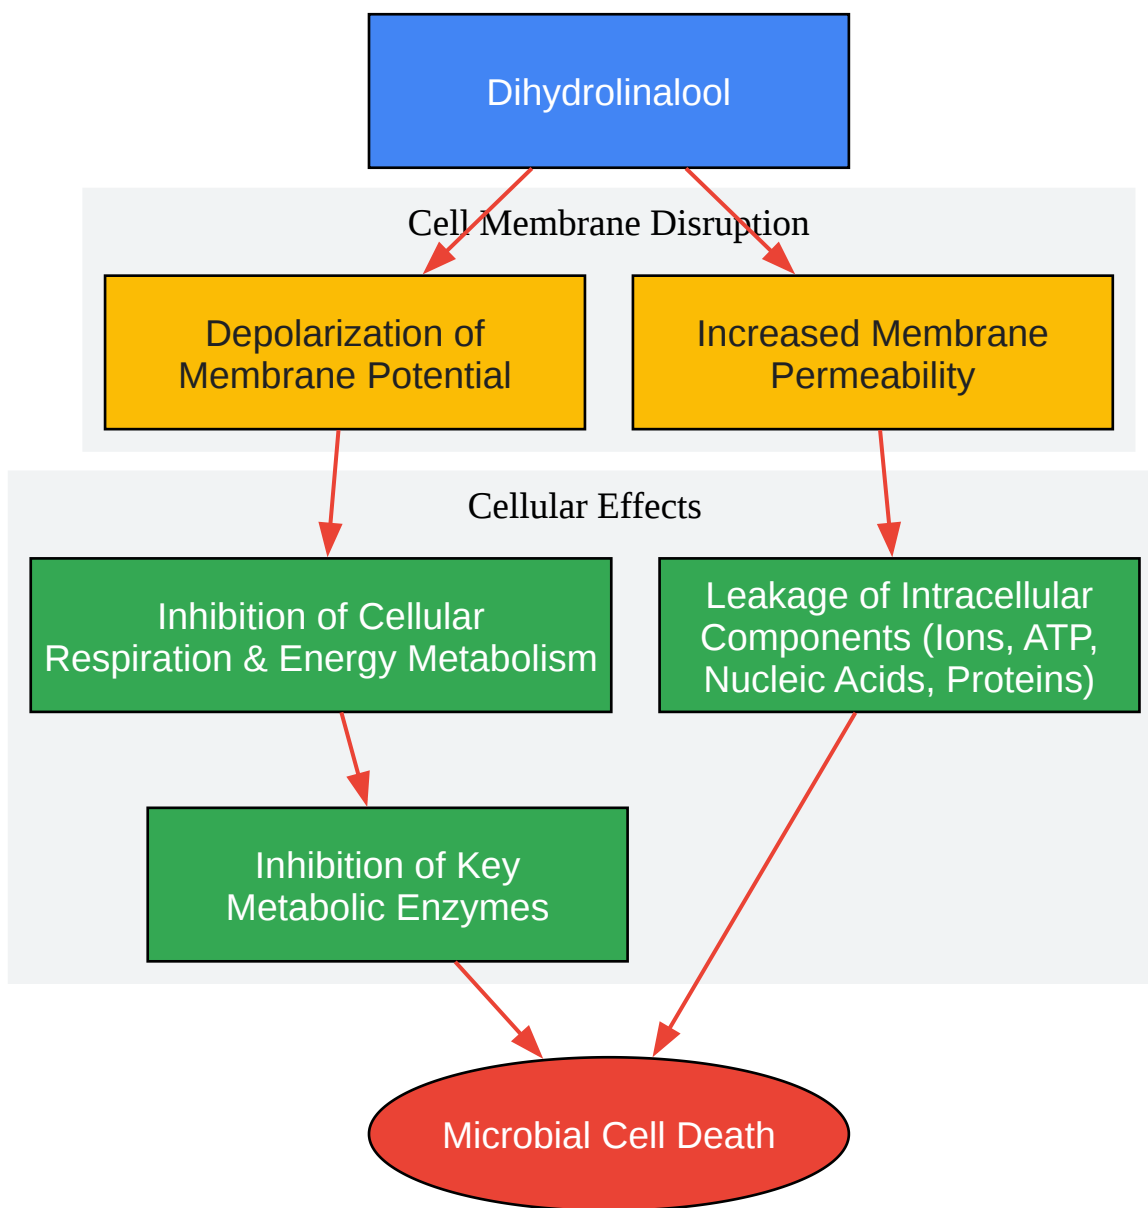 Dihydrolinalool
Cell Membrane Disruption
Depolarization of
Membrane Potential
Increased Membrane
Permeability
Cellular Effects
Inhibition of Cellular
Respiration & Energy Metabolism
Leakage of Intracellular
Components (Ions, ATP,
Nucleic Acids, Proteins)
Inhibition of Key
Metabolic Enzymes
Microbial Cell Death